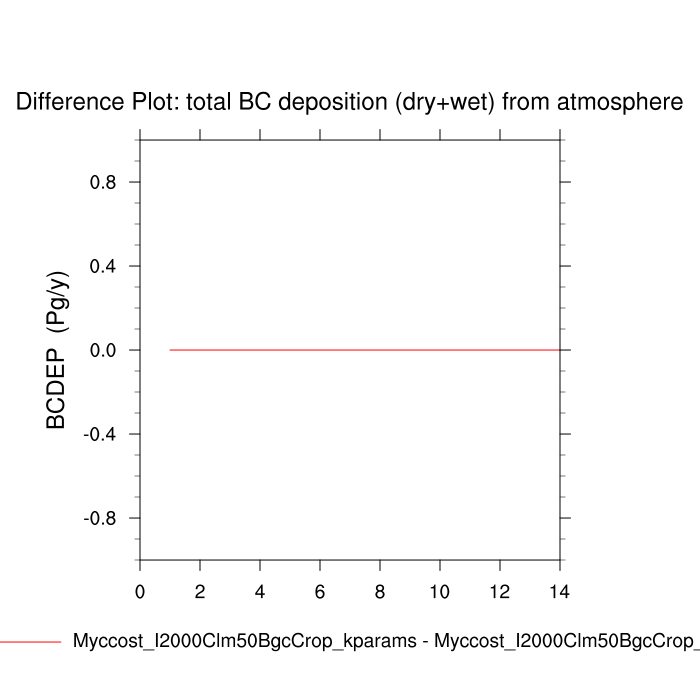 Difference Plot: total BC deposition (dry+wet) from atmosphere
BCDEP (Pg/y)
0.8
0.4
0.0
-0.4
-0.8
0 2 4 6 8 10 12 14
Myccost_I2000Clm50BgcCrop_kparams - Myccost_I2000Clm50BgcCrop_